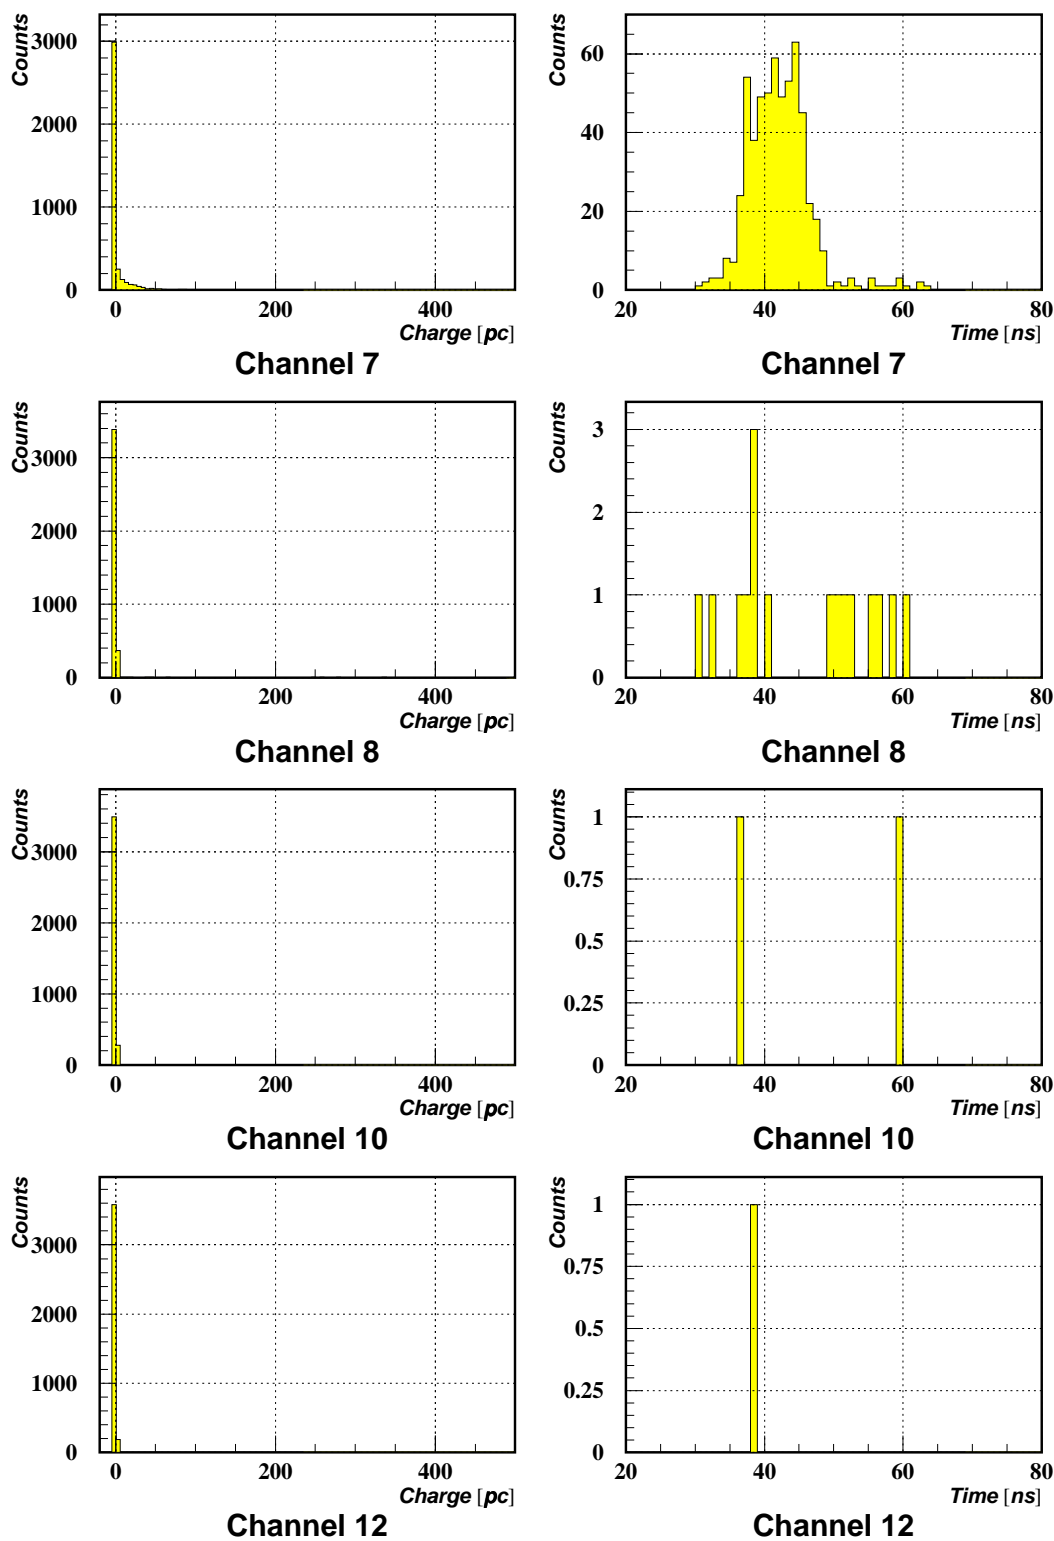 Counts
3000
2000
1000
0
0 200 400
Charge [pc]
Channel 7
Counts
60
40
20
0
20 40 60 80
Time [ns]
Channel 7
Counts
3000
2000
1000
0
0 200 400
Charge [pc]
Channel 8
Counts
3
2
1
0
20 40 60 80
Time [ns]
Channel 8
Counts
3000
2000
1000
0
0 200 400
Charge [pc]
Channel 10
Counts
1
0.75
0.5
0.25
0
20 40 60 80
Time [ns]
Channel 10
Counts
3000
2000
1000
0
0 200 400
Charge [pc]
Channel 12
Counts
1
0.75
0.5
0.25
0
20 40 60 80
Time [ns]
Channel 12